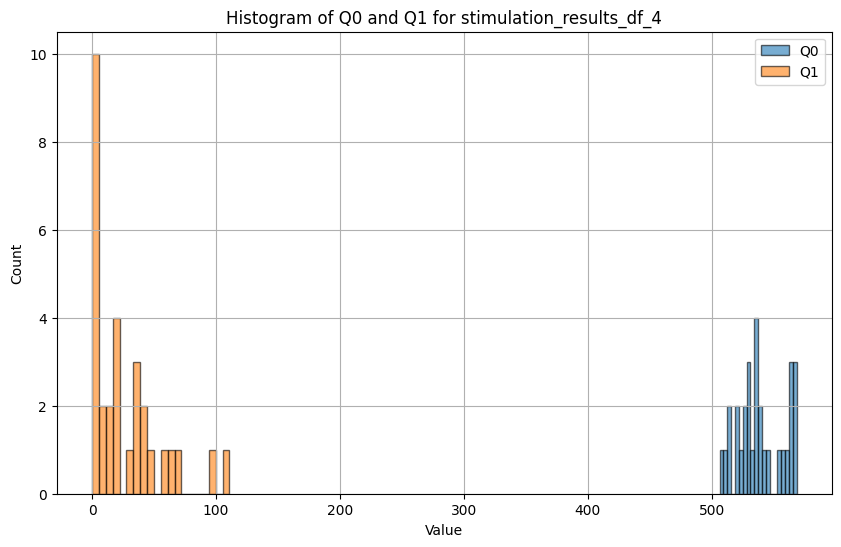 Histogram of Q0 and Q1 for stimulation_results_df_4
Q0
Q1
10
8
6
4
2
0
Count
0 100 200 300 400 500
Value